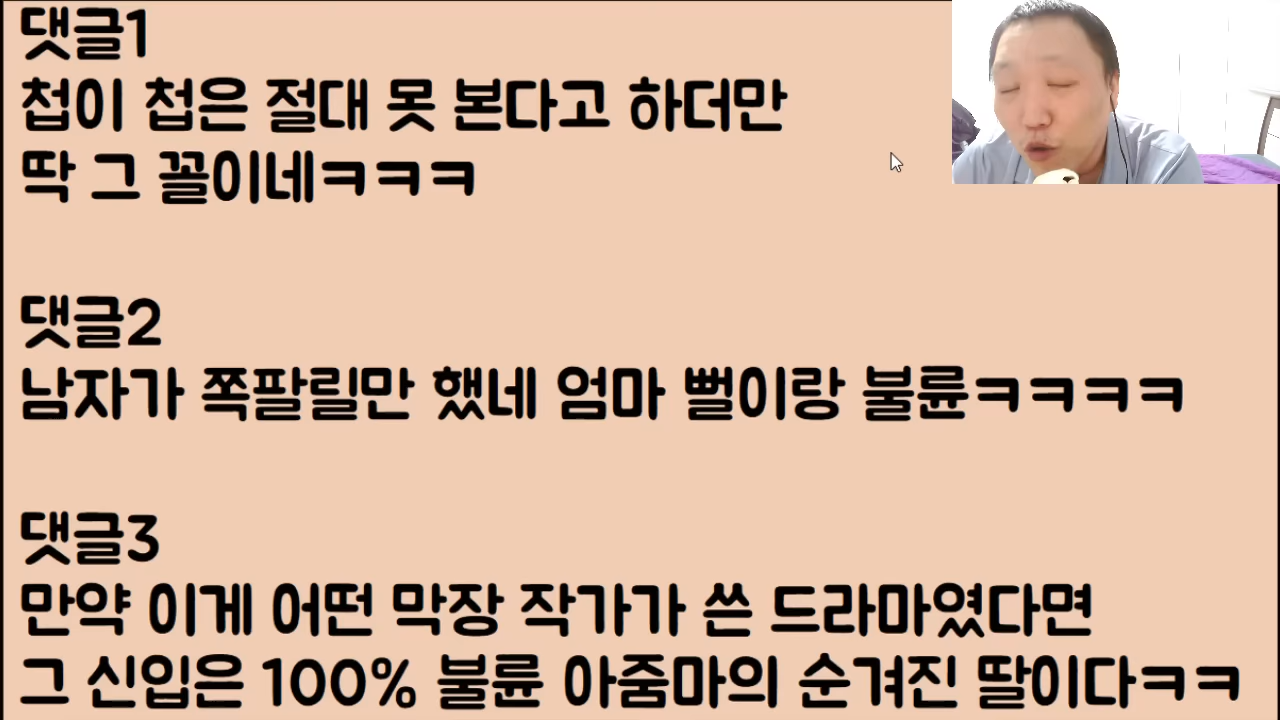 댓글1
첩이 첩은 절대 못 본다고 하더만
딱 그 꼴이네ㅋㅋㅋ
댓글2
남자가 쪽팔릴만 했네 엄마 뻘이랑 불륜ㅋㅋㅋㅋ
댓글3
만약 이게 어떤 막장 작가가 쓴 드라마였다면
그 신입은 100% 불륜 아줌마의 숨겨진 딸이다ㅋㅋ